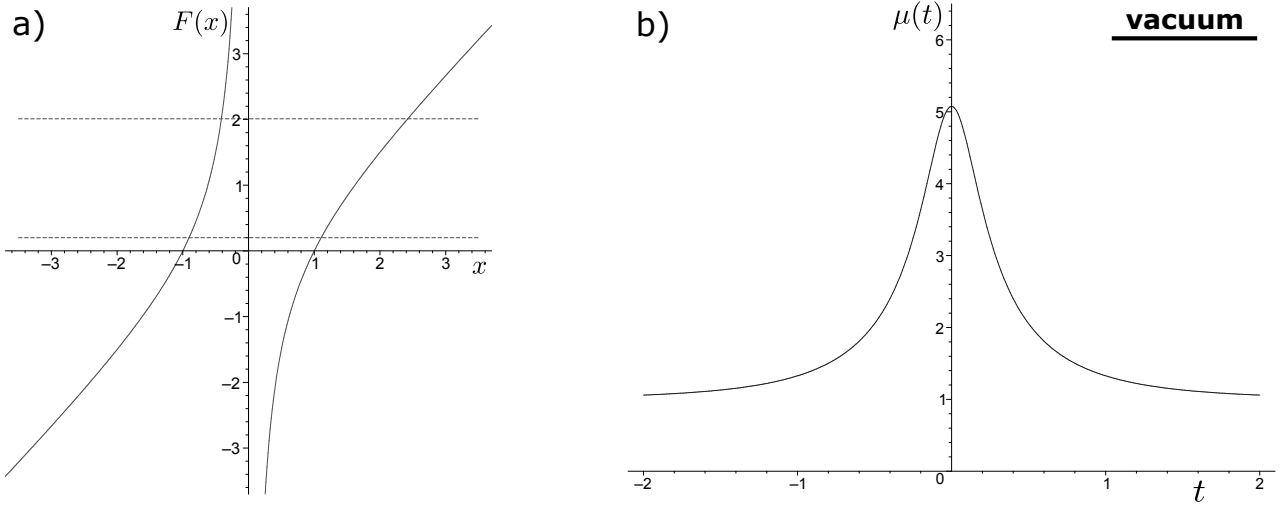 a)
F(x)
3
2
1
–3 –2 –1 0 1 2 3 x
–1
–2
–3
b)
μ(t)
vacuum
6
5
4
3
2
1
0
–2 –1 1 2
t